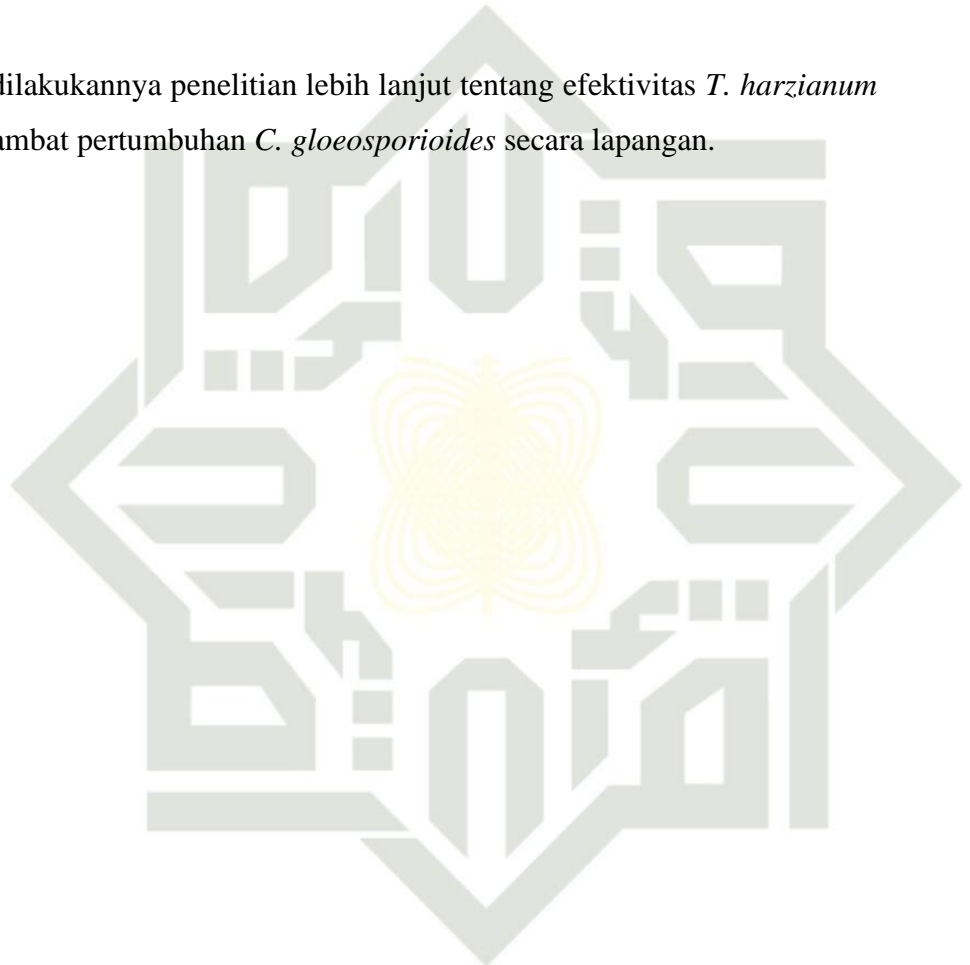 dilakukannya penelitian lebih lanjut tentang efektivitas T. harzianum
ambat pertumbuhan C. gloeosporioides secara lapangan.